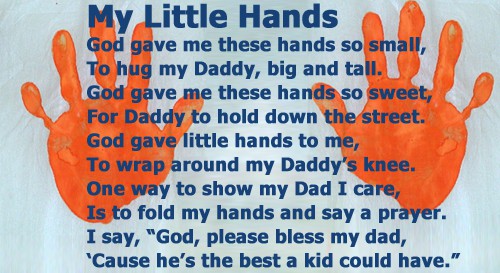 My Little Hands
God gave me these hands so small,
To hug my Daddy, big and tall.
God gave me these hands so sweet,
For Daddy to hold down the street.
God gave little hands to me,
To wrap around my Daddy’s knee.
One way to show my Dad I care,
Is to fold my hands and say a prayer.
I say, “God, please bless my dad,
‘Cause he’s the best a kid could have.”